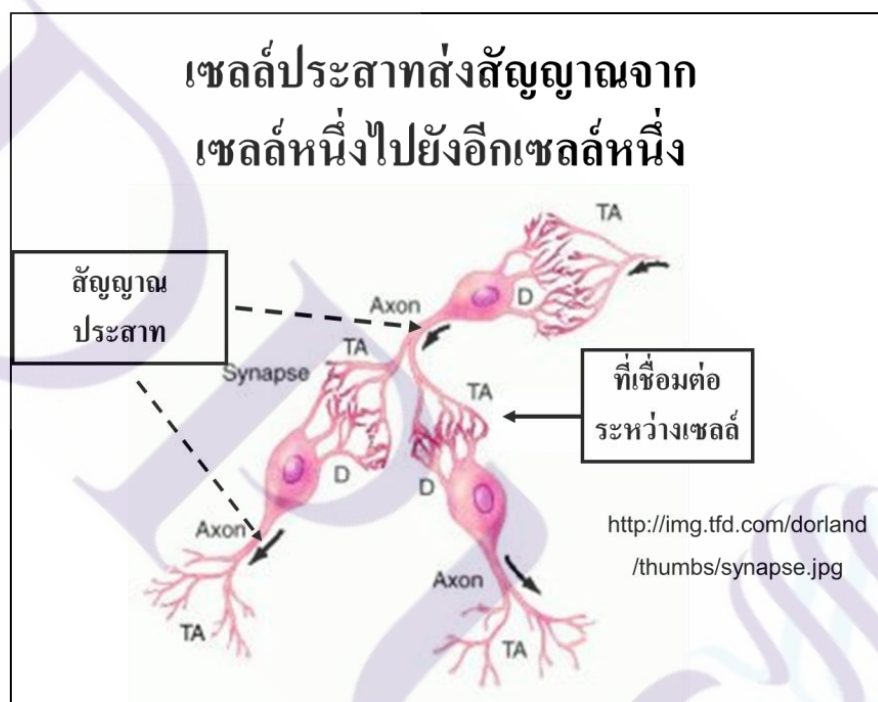 เซลล์ประสาทส่งสัญญาณจาก
เซลล์หนึ่งไปยังอีกเซลล์หนึ่ง
TA
สัญญาณ
ประสาท
Axon
D
TA
Synapse
TA
ที่เชื่อมต่อ
ระหว่างเซลล์
D
D
Axon
http://img.tfd.com/dorland
/thumbs/synapse.jpg
Axon
TA
TA